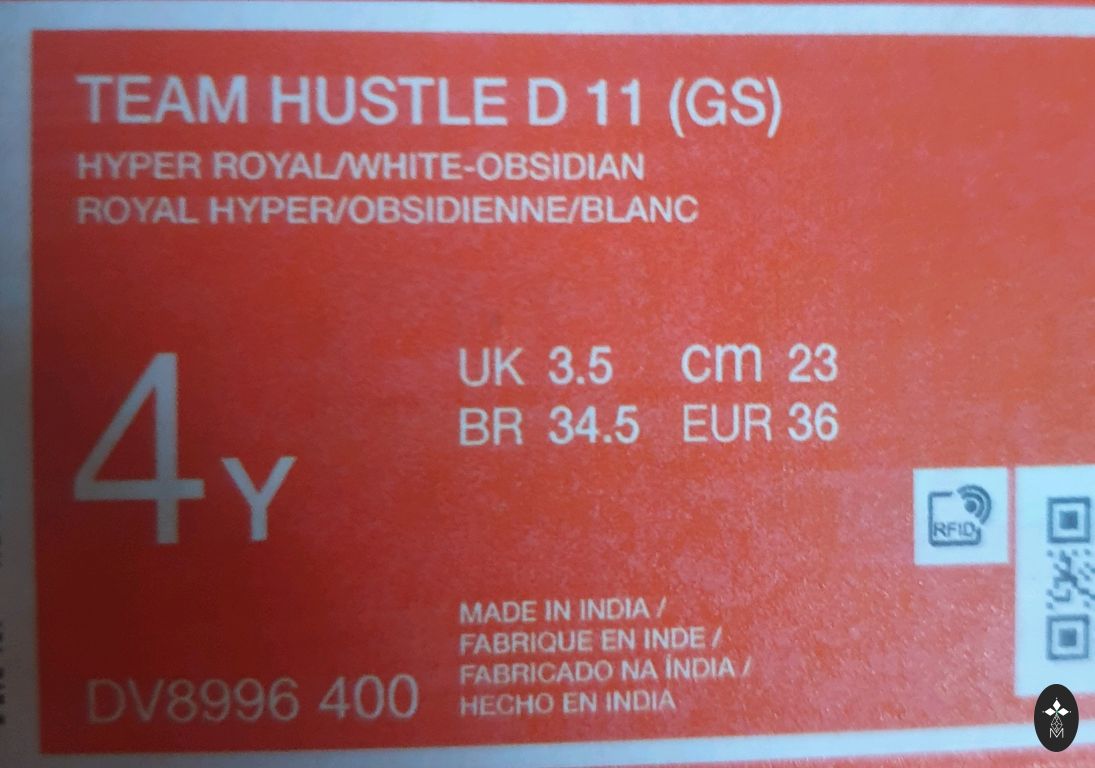 TEAM HUSTLE D 11 (GS)
HYPER ROYAL/WHITE-OBSIDIAN
ROYAL HYPER/OBSIDIENNE/BLANC
4Y
UK 3.5 cm 23
BR 34.5 EUR 36
RFID
MADE IN INDIA /
FABRIQUE EN INDE /
FABRICADO NA ÍNDIA /
HECHO EN INDIA
DV8996 400
M